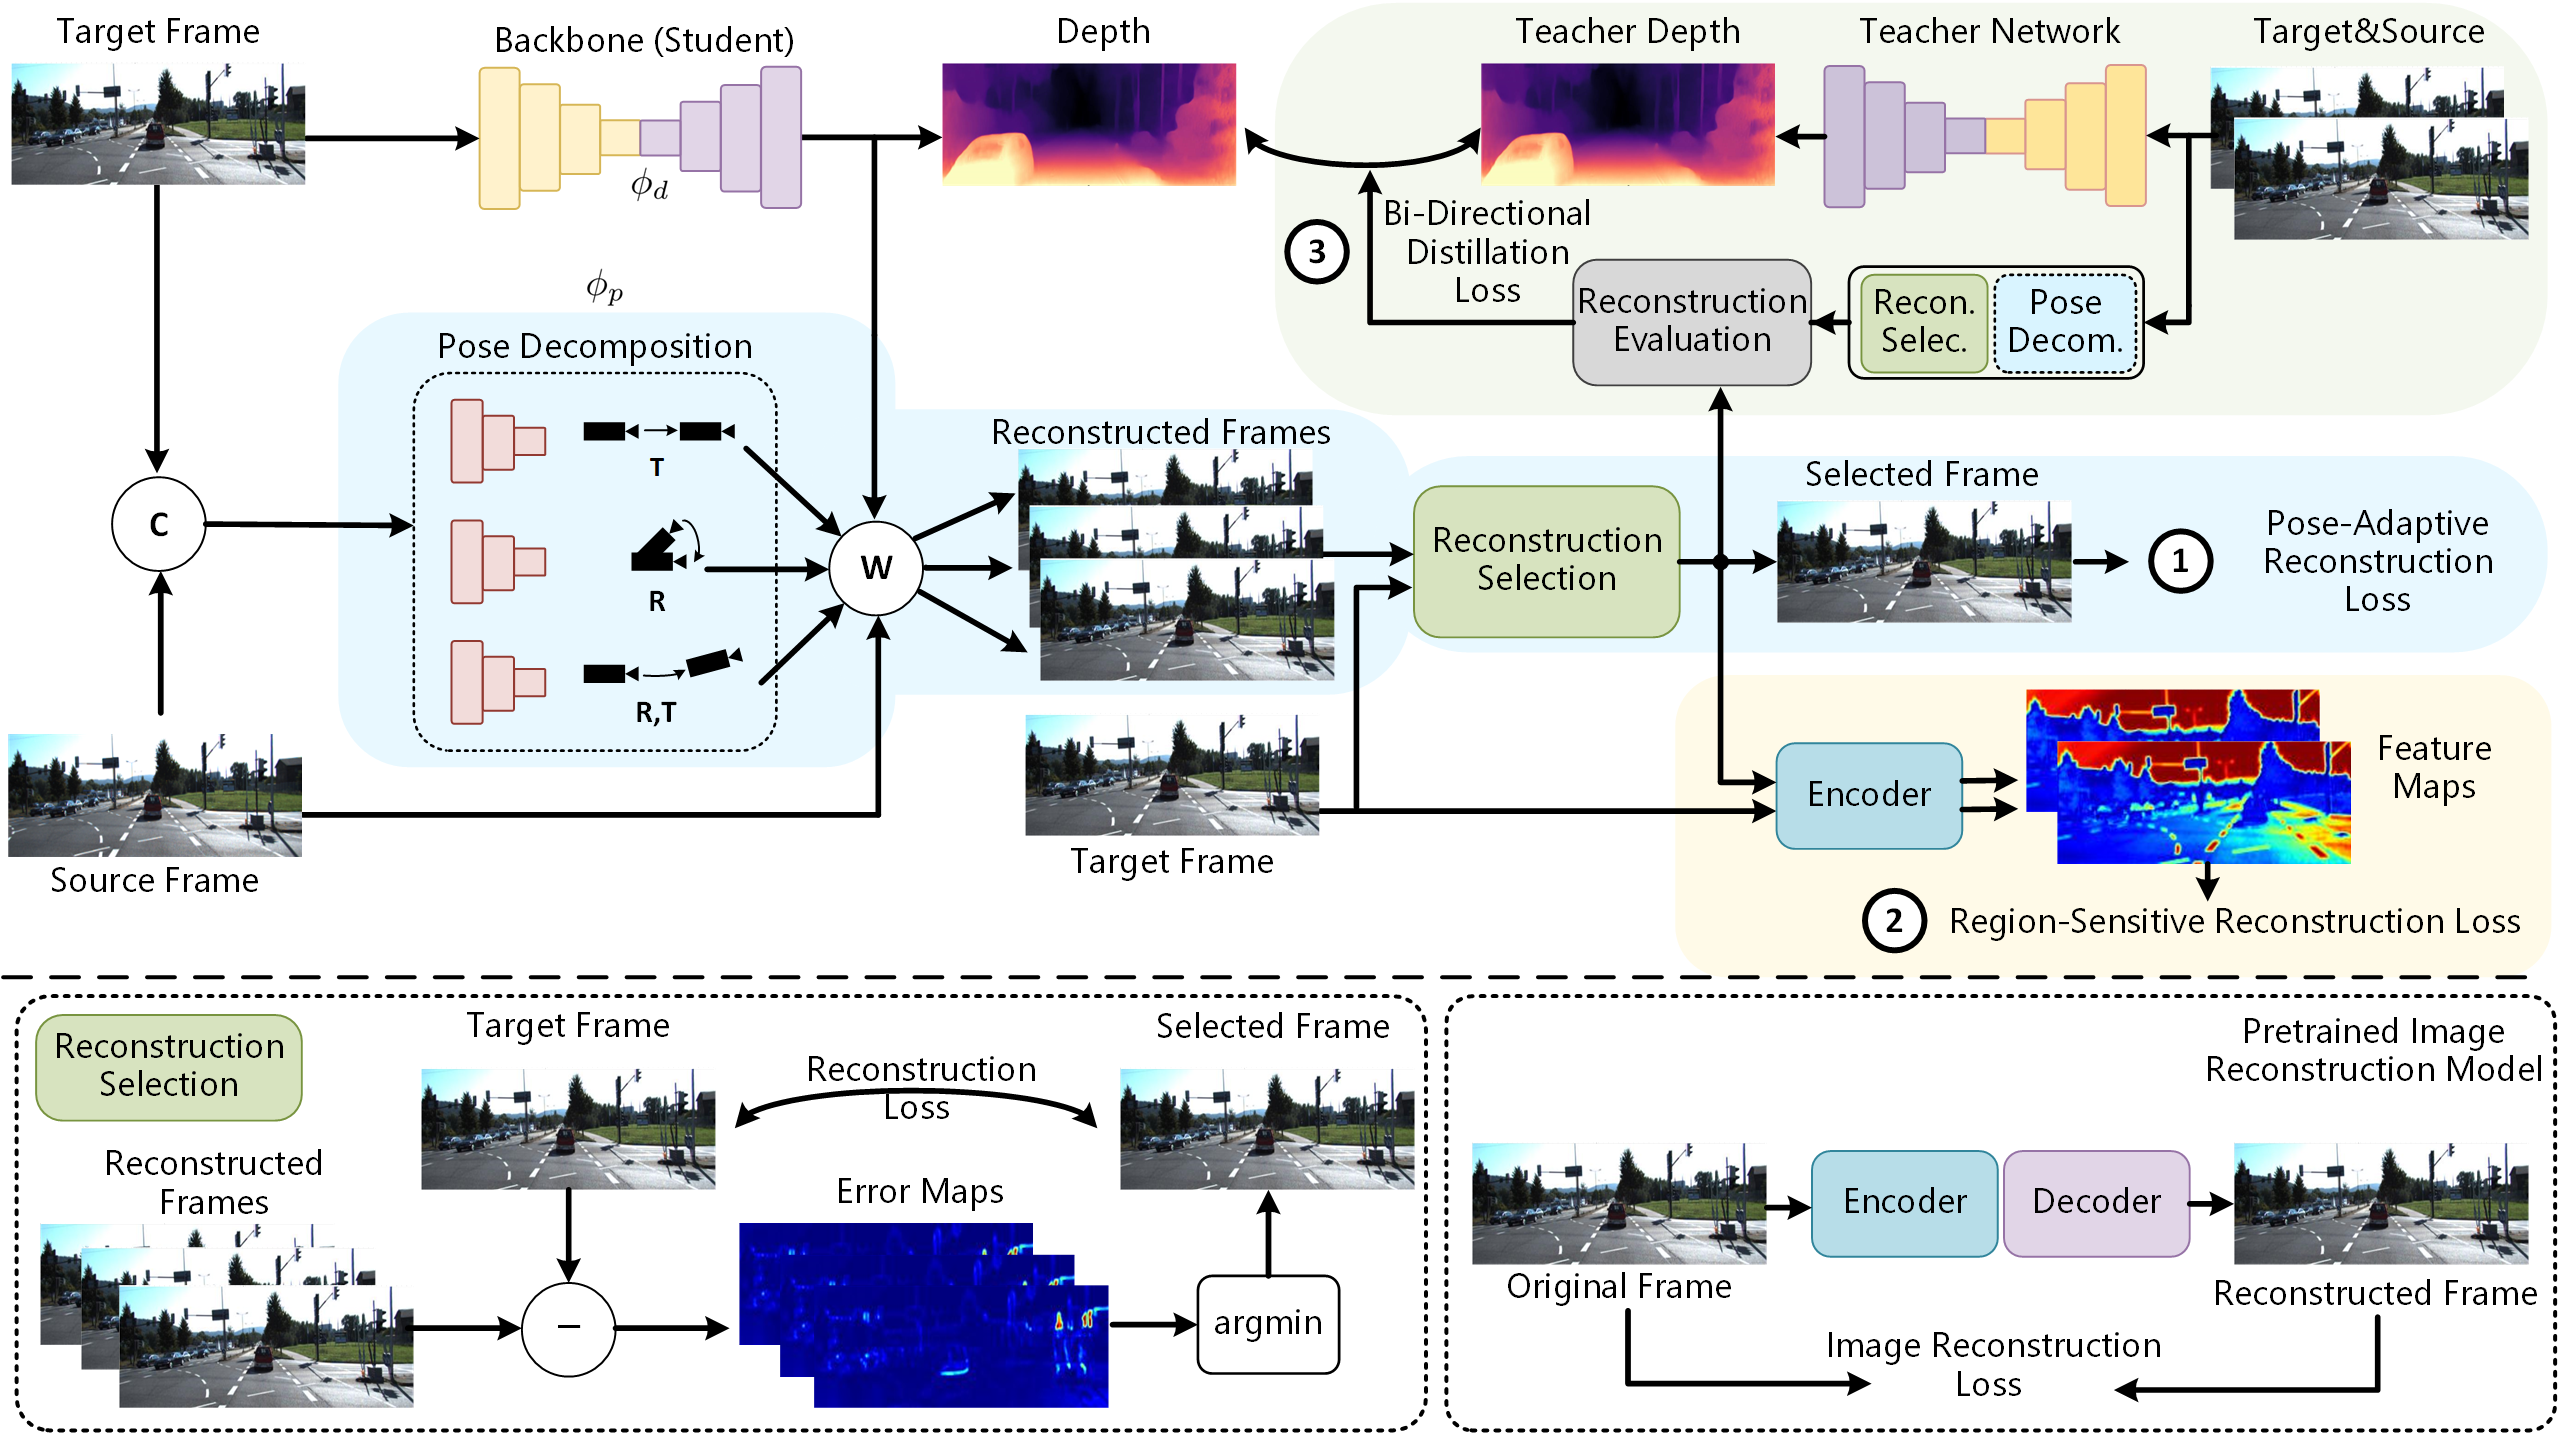 Target Frame
Backbone (Student)
Depth
Teacher Depth
Teacher Network
Target&Source
ϕd
Bi-Directional
Distillation
Loss
3
Reconstruction
Evaluation
Recon.
Selec.
Pose
Decom.
ϕp
Pose Decomposition
T
R
R,T
C
W
Reconstructed Frames
Reconstruction
Selection
Selected Frame
1
Pose-Adaptive
Reconstruction
Loss
Source Frame
Target Frame
Encoder
Feature
Maps
2
Region-Sensitive Reconstruction Loss
Reconstruction
Selection
Target Frame
Reconstruction
Loss
Selected Frame
Reconstructed
Frames
Error Maps
−
argmin
Pretrained Image
Reconstruction Model
Encoder
Decoder
Original Frame
Reconstructed Frame
Image Reconstruction
Loss